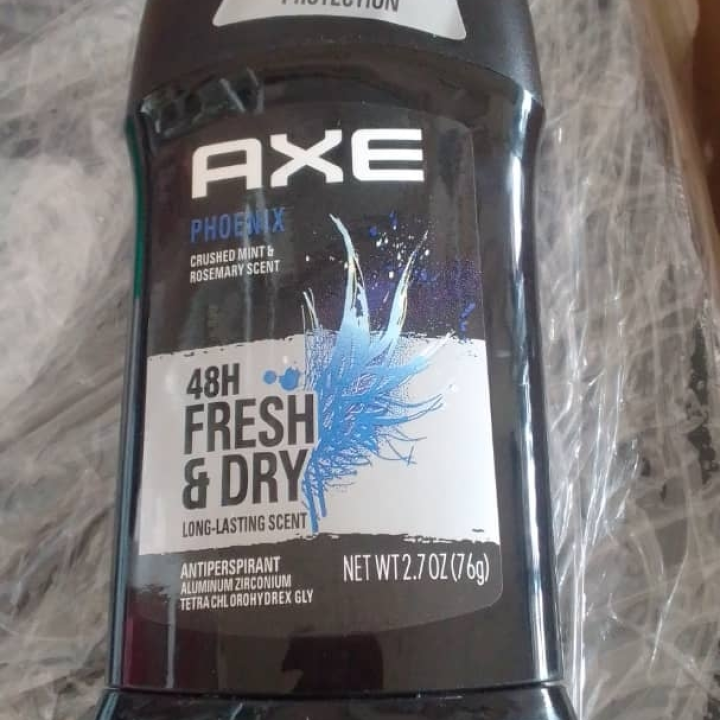 PROTECTION
AXE
PHOENIX
CRUSHED MINT &
ROSEMARY SCENT
48H
FRESH
& DRY
LONG-LASTING SCENT
ANTIPERSPIRANT
ALUMINUM ZIRCONIUM
TETRACHLOROHYDREX GLY
NET WT 2.7 OZ (76g)